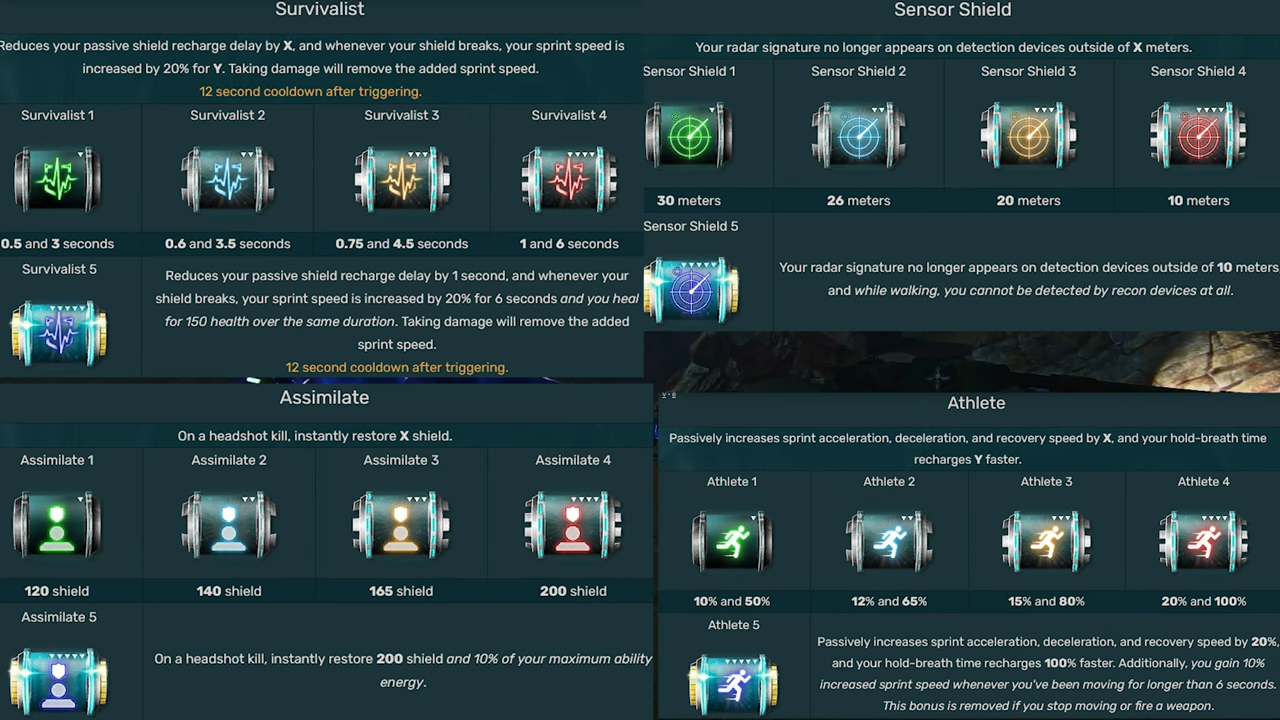 Survivalist
Reduces your passive shield recharge delay by X, and whenever your shield breaks, your sprint speed is
increased by 20% for Y. Taking damage will remove the added sprint speed.
12 second cooldown after triggering.
Survivalist 1 Survivalist 2 Survivalist 3 Survivalist 4
0.5 and 3 seconds 0.6 and 3.5 seconds 0.75 and 4.5 seconds 1 and 6 seconds
Survivalist 5
Reduces your passive shield recharge delay by 1 second, and whenever your
shield breaks, your sprint speed is increased by 20% for 6 seconds and you heal
for 150 health over the same duration. Taking damage will remove the added
sprint speed.
12 second cooldown after triggering.
Sensor Shield
Your radar signature no longer appears on detection devices outside of X meters.
Sensor Shield 1 Sensor Shield 2 Sensor Shield 3 Sensor Shield 4
30 meters 26 meters 20 meters 10 meters
Sensor Shield 5
Your radar signature no longer appears on detection devices outside of 10 meters
and while walking, you cannot be detected by recon devices at all.
Assimilate
On a headshot kill, instantly restore X shield.
Assimilate 1 Assimilate 2 Assimilate 3 Assimilate 4
120 shield 140 shield 165 shield 200 shield
Assimilate 5
On a headshot kill, instantly restore 200 shield and 10% of your maximum ability
energy.
Athlete
Passively increases sprint acceleration, deceleration, and recovery speed by X, and your hold-breath time
recharges Y faster.
Athlete 1 Athlete 2 Athlete 3 Athlete 4
10% and 50% 12% and 65% 15% and 80% 20% and 100%
Athlete 5
Passively increases sprint acceleration, deceleration, and recovery speed by 20%,
and your hold-breath time recharges 100% faster. Additionally, you gain 10%
increased sprint speed whenever you've been moving for longer than 6 seconds.
This bonus is removed if you stop moving or fire a weapon.